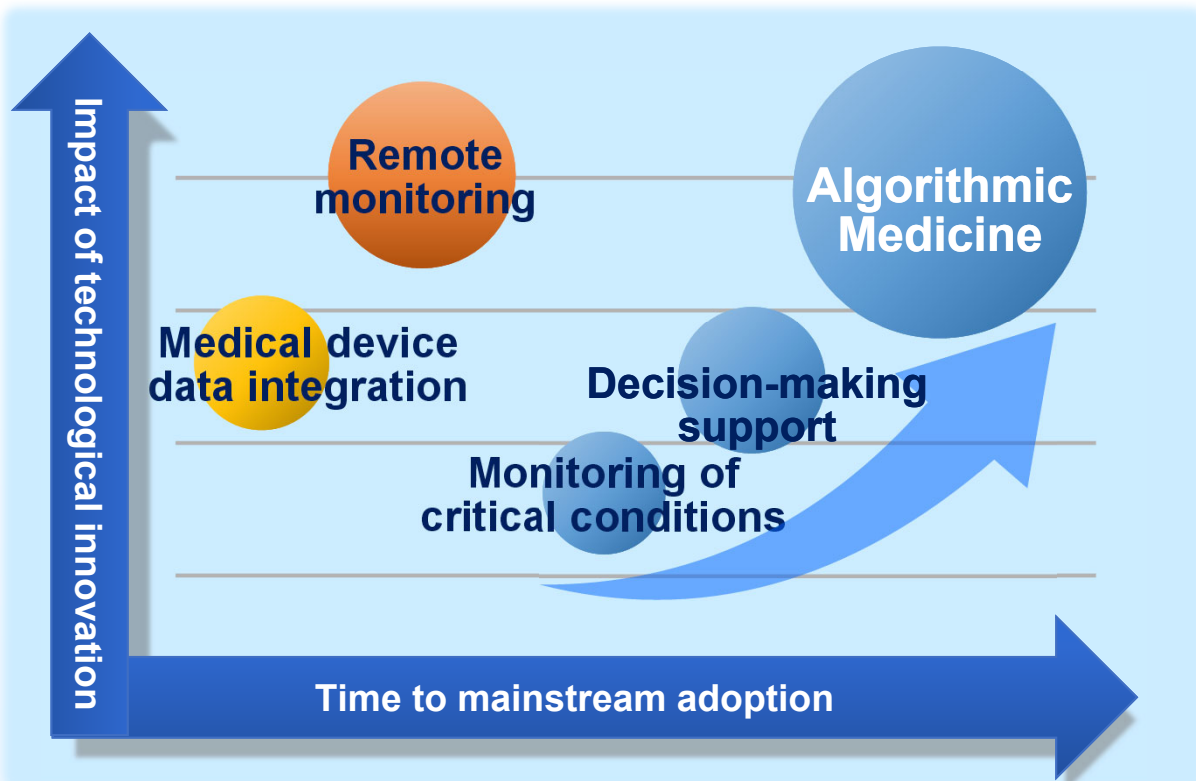 Impact of technological innovation
Remote
monitoring
Algorithmic
Medicine
Medical device
data integration
Decision-making
support
Monitoring of
critical conditions
Time to mainstream adoption